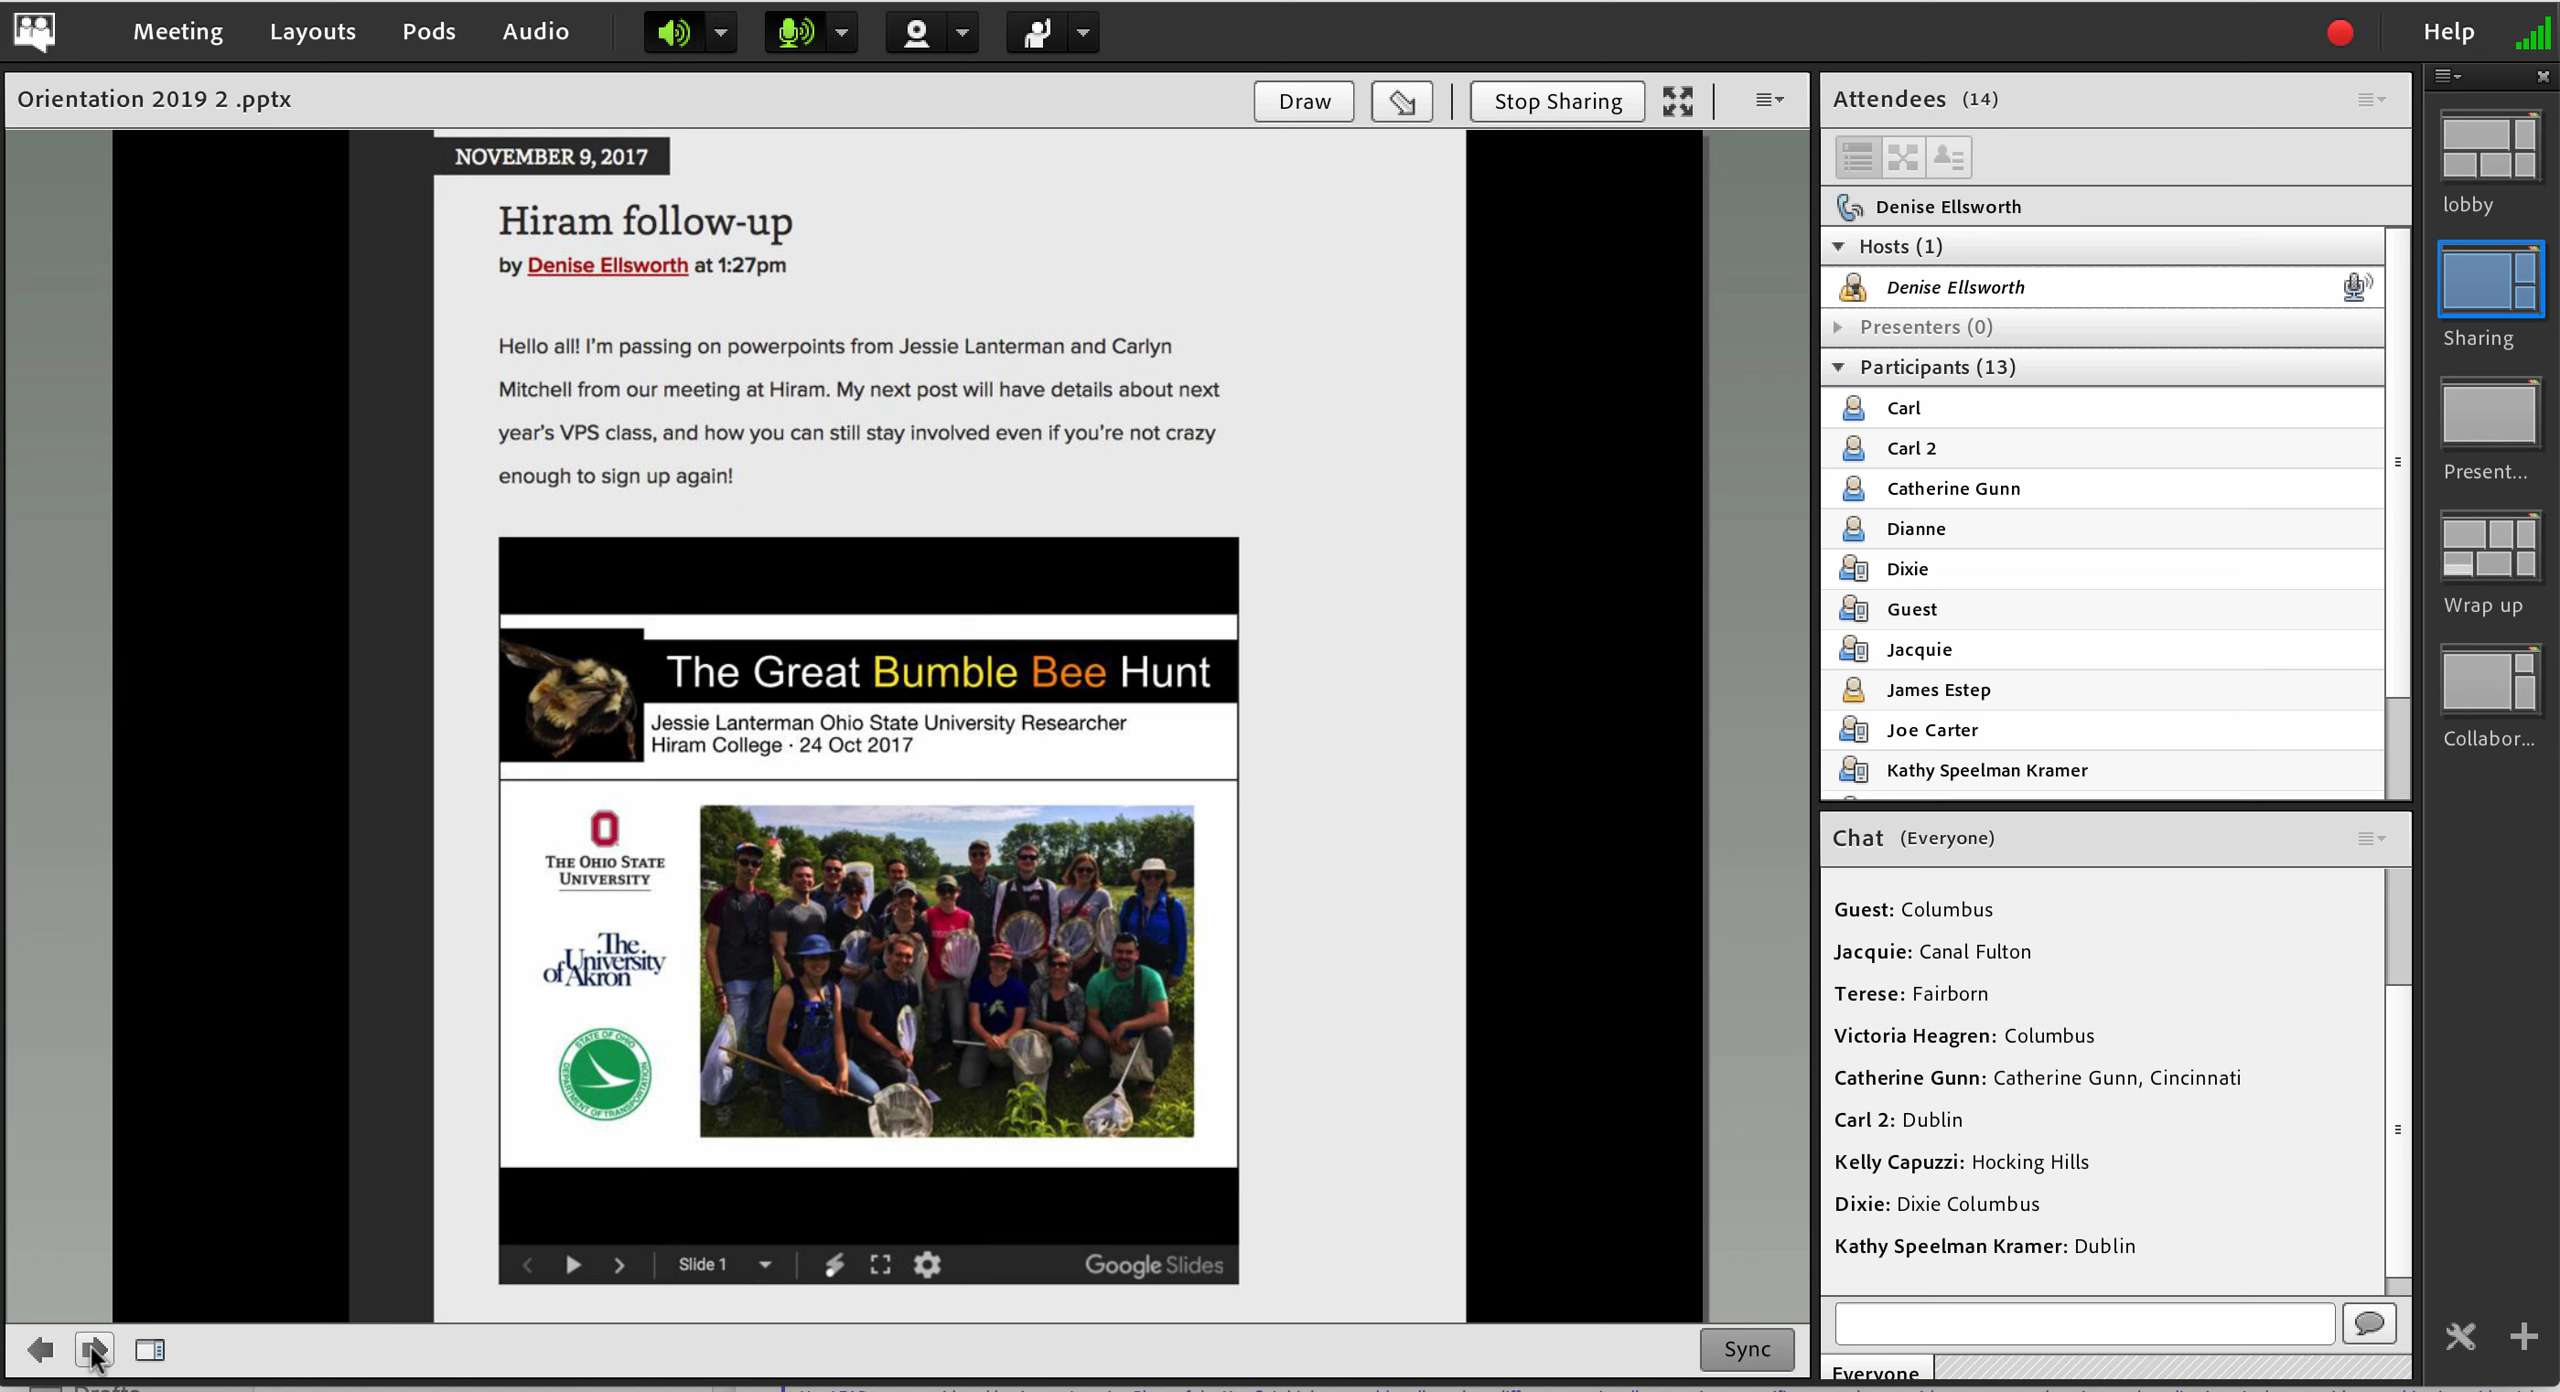 Meeting
Layouts
Pods
Audio
Help
Orientation 2019 2 .pptx
Draw
Stop Sharing
NOVEMBER 9, 2017
Hiram follow-up
by Denise Ellsworth at 1:27pm
Hello all! I'm passing on powerpoints from Jessie Lanterman and Carlyn
Mitchell from our meeting at Hiram. My next post will have details about next
year's VPS class, and how you can still stay involved even if you're not crazy
enough to sign up again!
The Great Bumble Bee Hunt
Jessie Lanterman Ohio State University Researcher
Hiram College · 24 Oct 2017
O
THE OHIO STATE
UNIVERSITY
The
University
of Akron
STATE OF OHIO
DEPARTMENT OF TRANSPORTATION
Slide 1
Google Slides
Sync
Attendees (14)
Denise Ellsworth
Hosts (1)
Denise Ellsworth
Presenters (0)
Participants (13)
Carl
Carl 2
Catherine Gunn
Dianne
Dixie
Guest
Jacquie
James Estep
Joe Carter
Kathy Speelman Kramer
Chat (Everyone)
Guest: Columbus
Jacquie: Canal Fulton
Terese: Fairborn
Victoria Heagren: Columbus
Catherine Gunn: Catherine Gunn, Cincinnati
Carl 2: Dublin
Kelly Capuzzi: Hocking Hills
Dixie: Dixie Columbus
Kathy Speelman Kramer: Dublin
Everyone
lobby
Sharing
Present...
Wrap up
Collabor...
Drafts